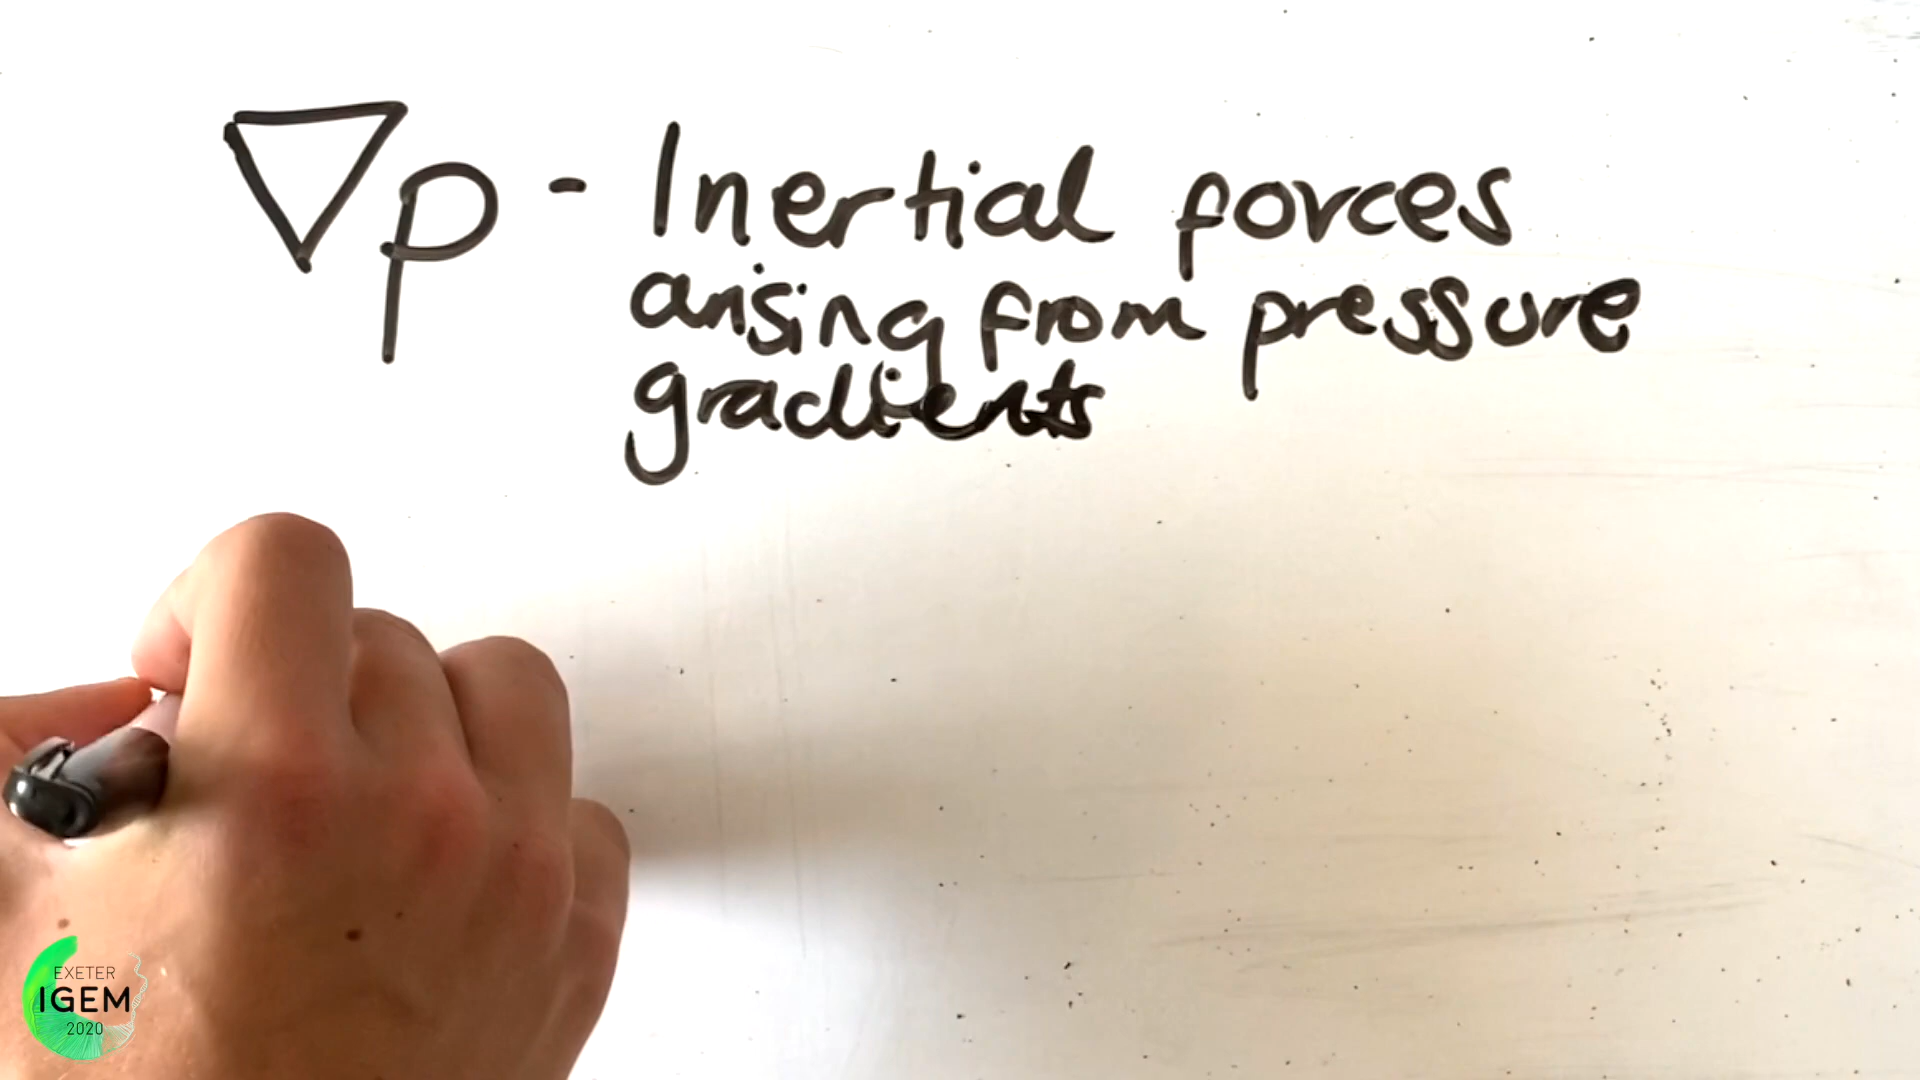 ∇p - Inertial forces
arising from pressure
gradients
EXETER
IGEM
2020